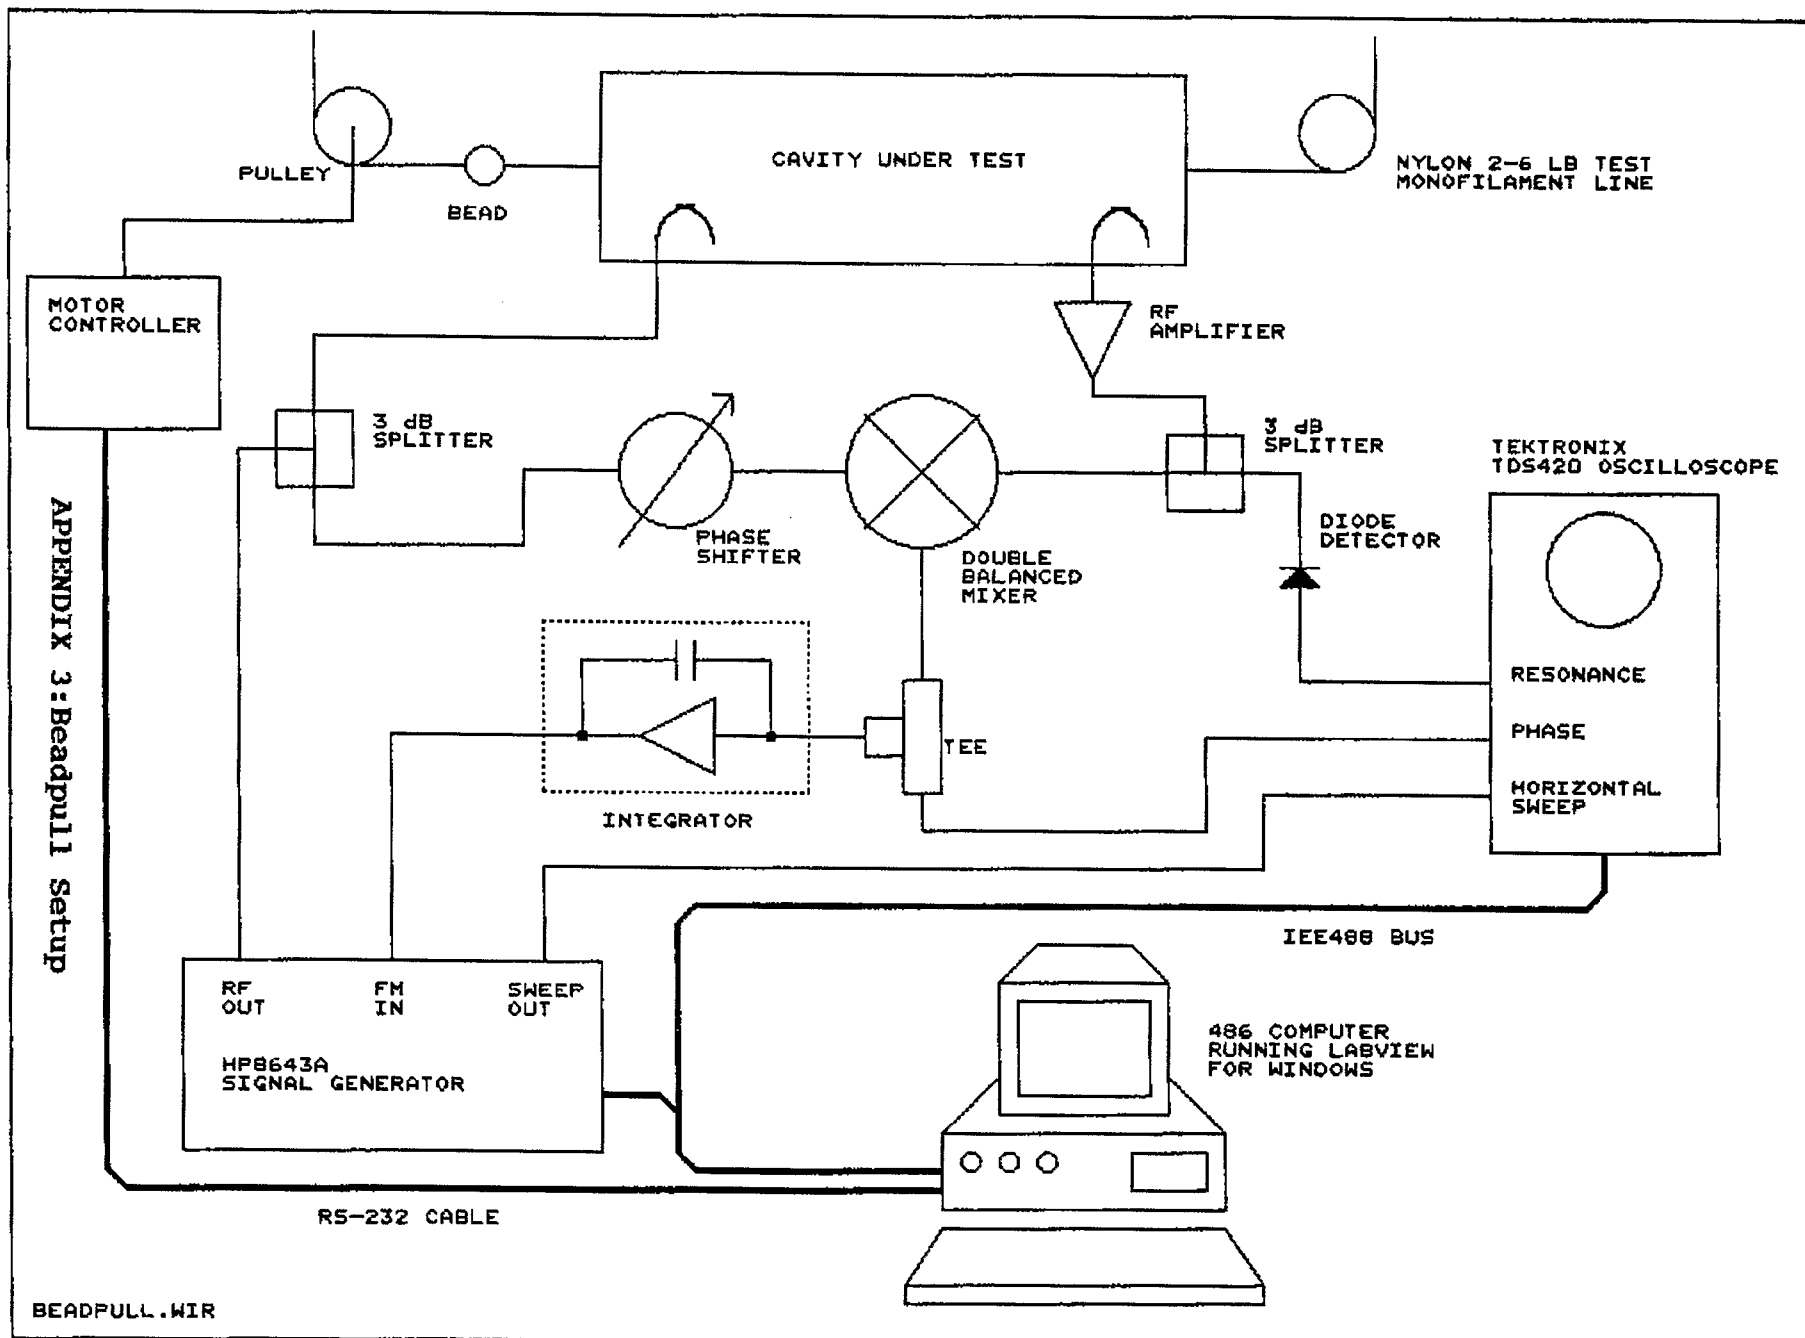 PULLEY
BEAD
CAVITY UNDER TEST
NYLON 2-6 LB TEST
MONOFILAMENT LINE
MOTOR
CONTROLLER
RF
AMPLIFIER
3 dB
SPLITTER
3 dB
SPLITTER
TEKTRONIX
TDS420 OSCILLOSCOPE
PHASE
SHIFTER
DOUBLE
BALANCED
MIXER
DIODE
DETECTOR
RESONANCE
PHASE
HORIZONTAL
SWEEP
TEE
INTEGRATOR
APPENDIX 3:Beadpull Setup
IEE488 BUS
RF
OUT
FM
IN
SWEEP
OUT
HP8643A
SIGNAL GENERATOR
486 COMPUTER
RUNNING LABVIEW
FOR WINDOWS
RS-232 CABLE
BEADPULL.WIR